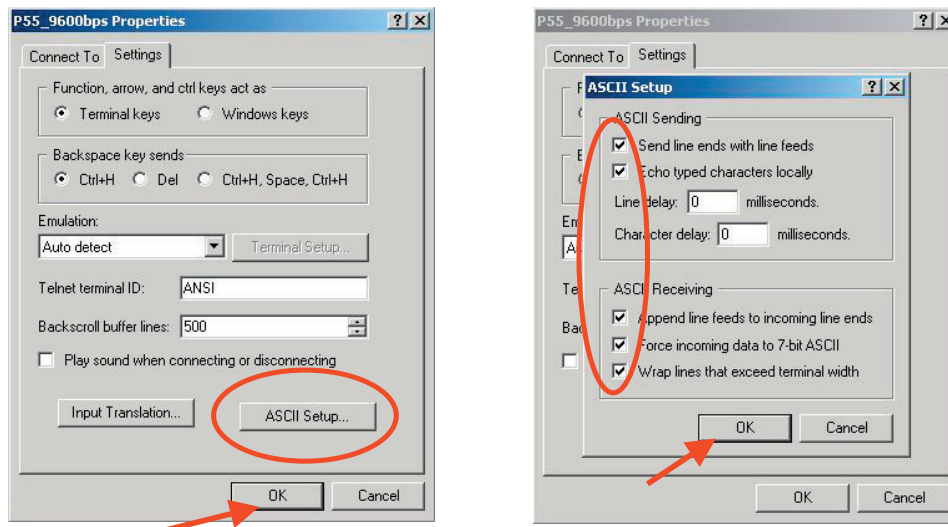 P55_9600bps Properties
Connect To Settings
Function, arrow, and ctrl keys act as
Terminal keys Windows keys
Backspace key sends
Ctrl+H Del Ctrl+H, Space, Ctrl+H
Emulation:
Auto detect Terminal Setup...
Telnet terminal ID: ANSI
Backscroll buffer lines: 500
Play sound when connecting or disconnecting
Input Translation... ASCII Setup...
OK Cancel
P55_9600bps Properties
Connect To Settings
ASCII Setup
ASCII Sending
Send line ends with line feeds
Echo typed characters locally
Line delay: 0 milliseconds.
Character delay: 0 milliseconds.
ASCII Receiving
Append line feeds to incoming line ends
Force incoming data to 7-bit ASCII
Wrap lines that exceed terminal width
OK Cancel
F
E
Em
A
Te
Bac
OK Cancel